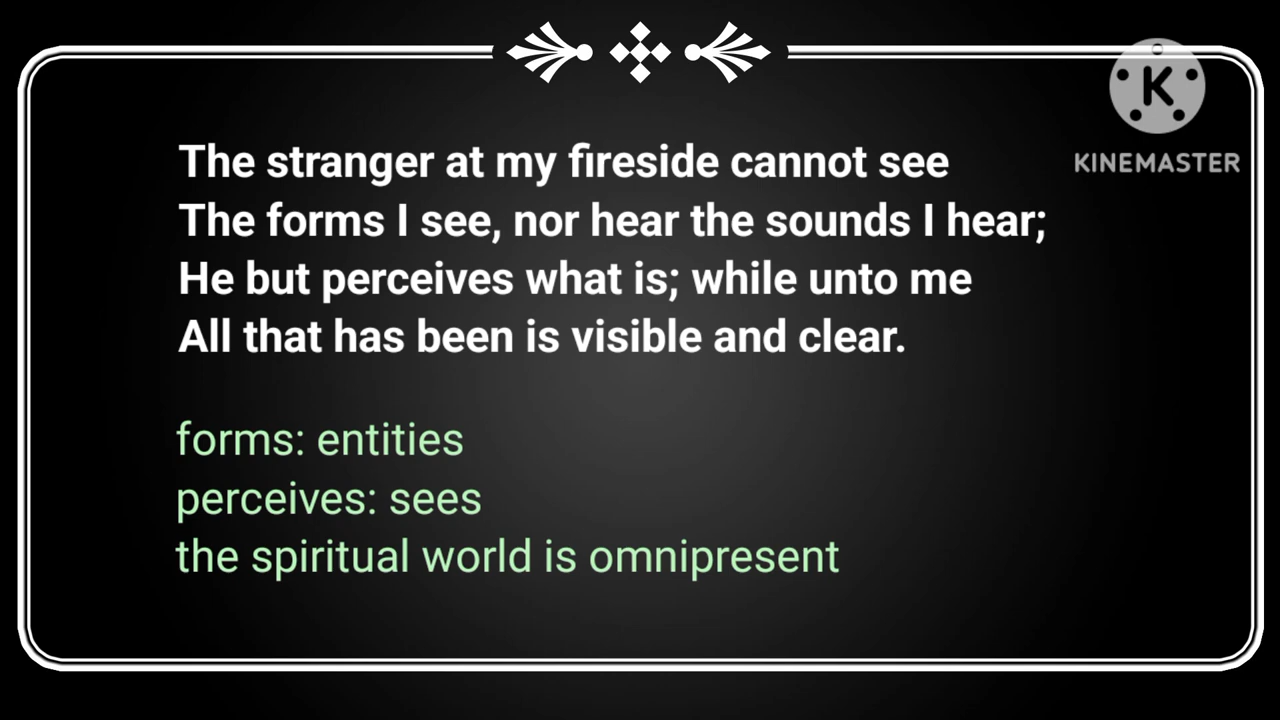 K
KINEMASTER
The stranger at my fireside cannot see
The forms I see, nor hear the sounds I hear;
He but perceives what is; while unto me
All that has been is visible and clear.
forms: entities
perceives: sees
the spiritual world is omnipresent